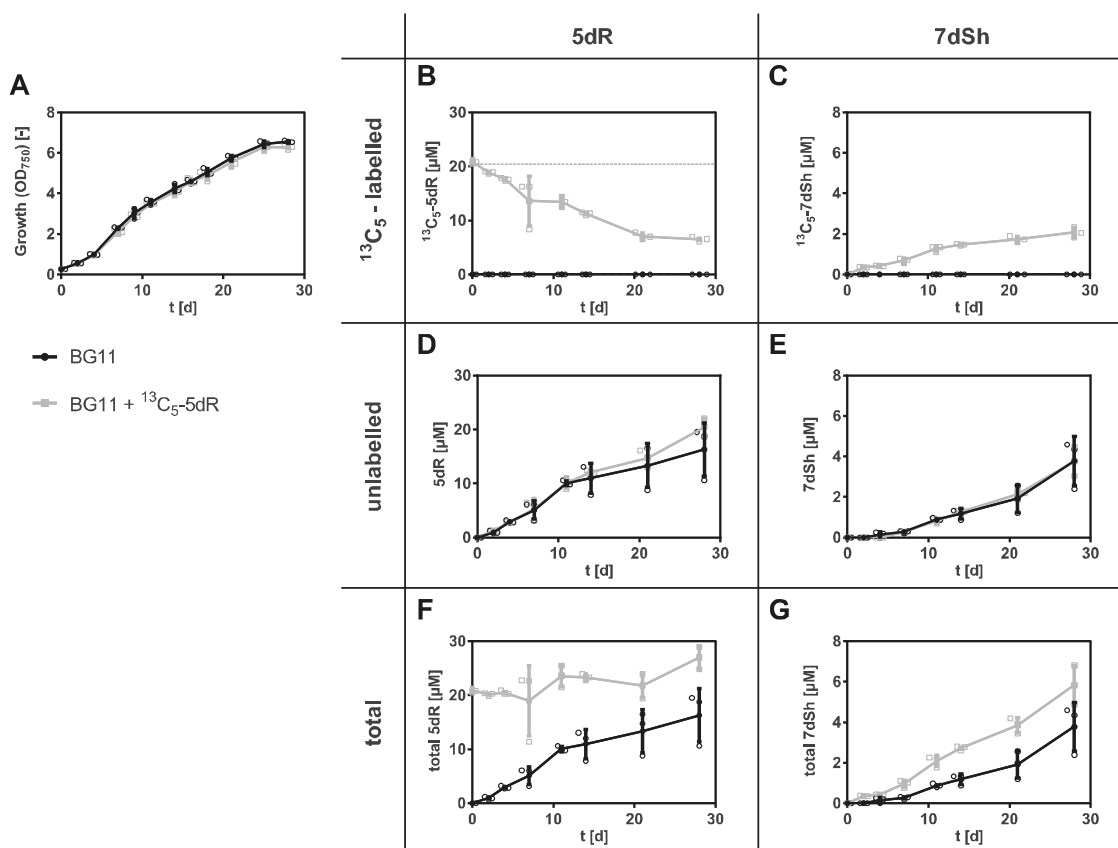 5dR
7dSh
A
Growth (OD750) [-]
8
6
4
2
0
0 10 20 30
t [d]
BG11
BG11 + 13C5-5dR
13C5 - labelled
B
13C5-5dR [µM]
30
20
10
0
0 10 20 30
t [d]
C
13C5-7dSh [µM]
8
6
4
2
0
0 10 20 30
t [d]
unlabelled
D
5dR [µM]
30
20
10
0
0 10 20 30
t [d]
E
7dSh [µM]
8
6
4
2
0
0 10 20 30
t [d]
total
F
total 5dR [µM]
30
20
10
0
0 10 20 30
t [d]
G
total 7dSh [µM]
8
6
4
2
0
0 10 20 30
t [d]